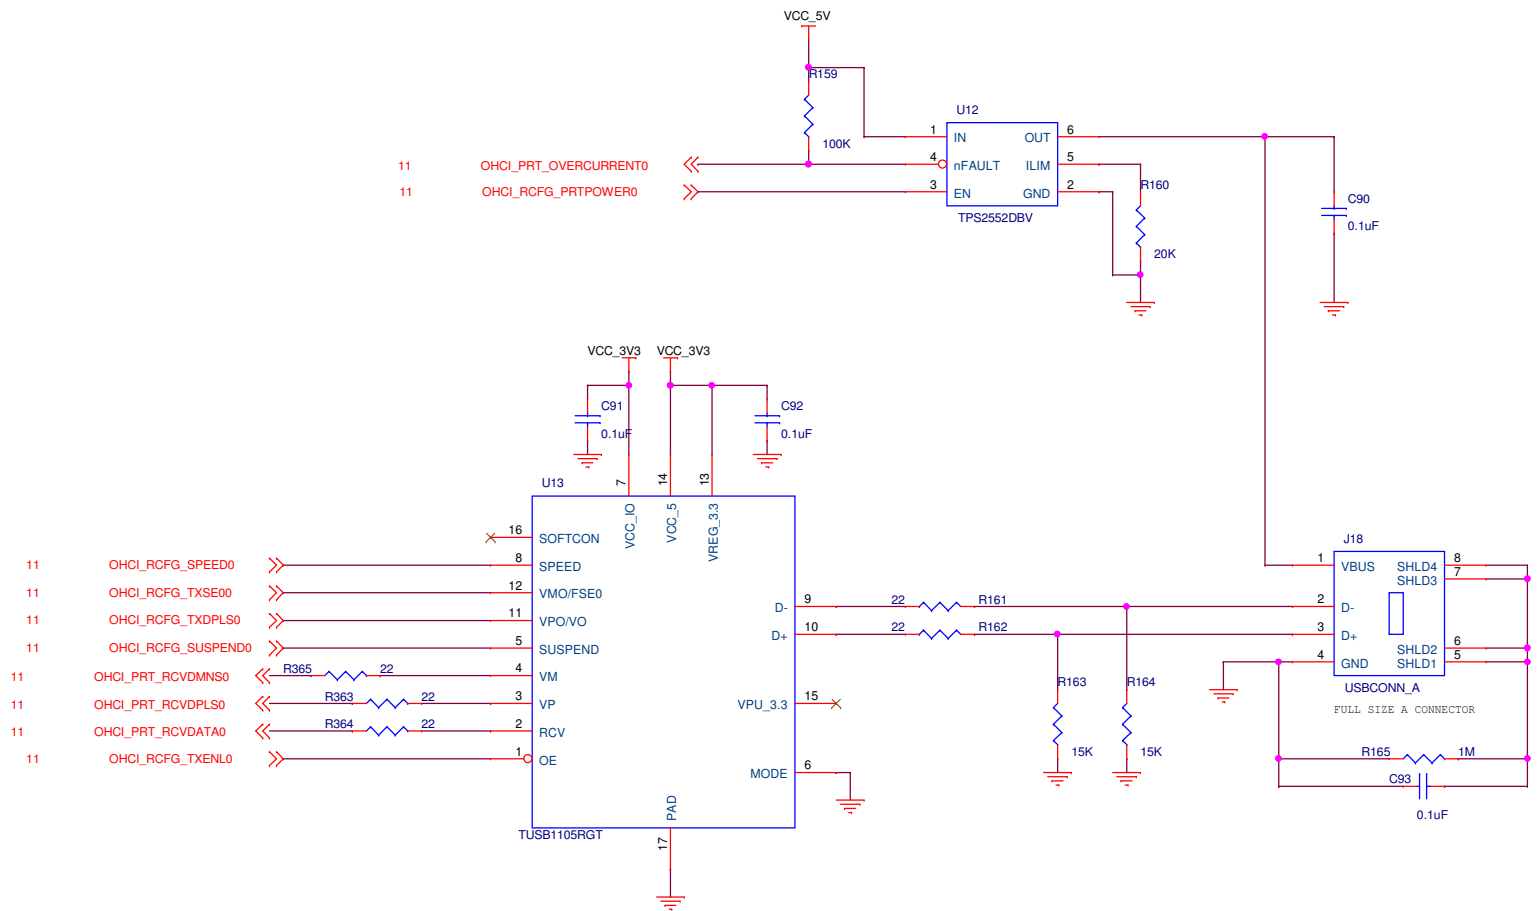 VCC_5V
R159
100K
U12
1 IN OUT 6
11 OHCI_PRT_OVERCURRENT0 4 nFAULT ILIM 5
11 OHCI_RCFG_PRTPOWER0 3 EN GND 2
TPS2552DBV
R160
20K
C90
0.1uF
VCC_3V3 VCC_3V3
C91 C92
0.1uF 0.1uF
U13
7 14 13
VCC_IO VCC_5 VREG_3.3
16 SOFTCON
11 OHCI_RCFG_SPEED0 8 SPEED
11 OHCI_RCFG_TXSE00 12 VMO/FSE0
11 OHCI_RCFG_TXDPLS0 11 VPO/VO
11 OHCI_RCFG_SUSPEND0 5 SUSPEND
11 OHCI_PRT_RCVDMNS0 R365 22 4 VM
11 OHCI_PRT_RCVDPLS0 R363 22 3 VP
11 OHCI_PRT_RCVDATA0 R364 22 2 RCV
11 OHCI_RCFG_TXENL0 1 OE
D- 9 22 R161
D+ 10 22 R162
VPU_3.3 15
MODE 6
PAD
17
TUSB1105RGT
R163 R164
15K 15K
J18
1 VBUS SHLD4 8
SHLD3 7
2 D-
3 D+
SHLD2 6
4 GND SHLD1 5
USBCONN_A
FULL SIZE A CONNECTOR
R165 1M
C93
0.1uF